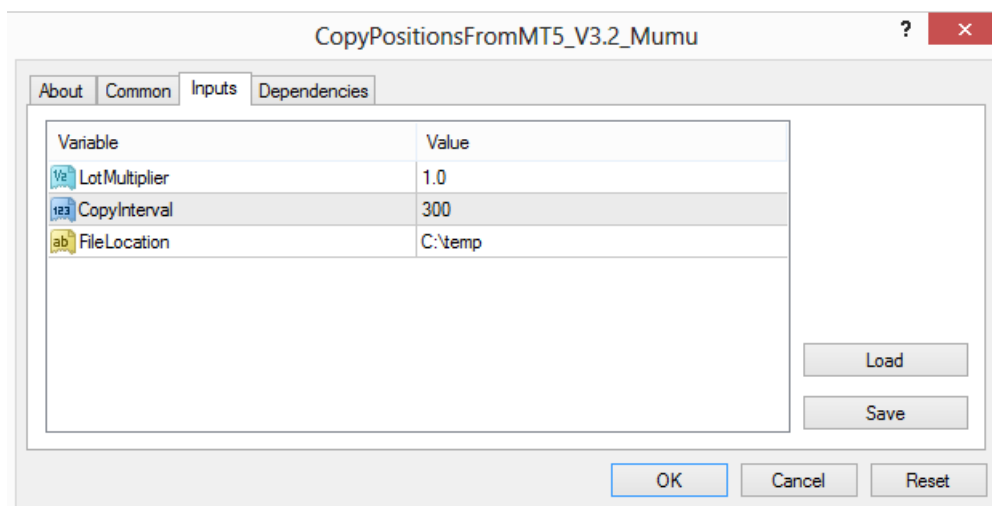 CopyPositionsFromMT5_V3.2_Mumu ? ×
About Common Inputs Dependencies
Variable Value
1/2 LotMultiplier 1.0
123 CopyInterval 300
ab FileLocation C:\temp
Load
Save
OK Cancel Reset